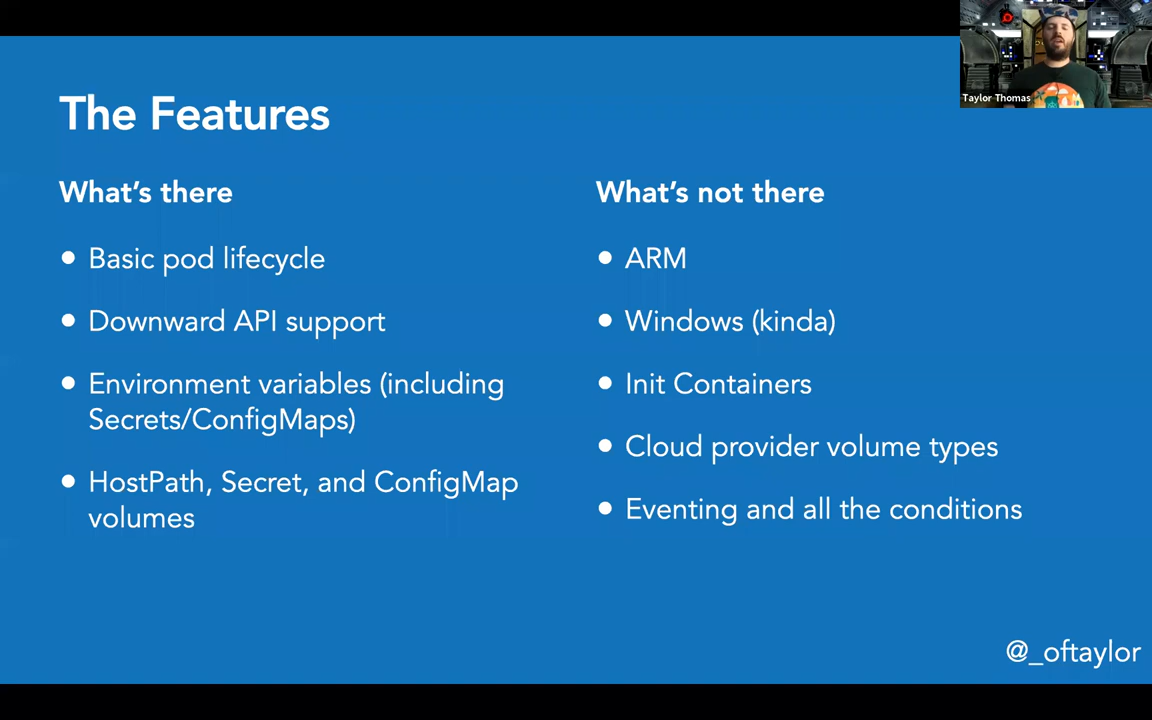 Taylor Thomas
The Features
What's there
• Basic pod lifecycle
• Downward API support
• Environment variables (including
Secrets/ConfigMaps)
• HostPath, Secret, and ConfigMap
volumes
What's not there
• ARM
• Windows (kinda)
• Init Containers
• Cloud provider volume types
• Eventing and all the conditions
@_oftaylor